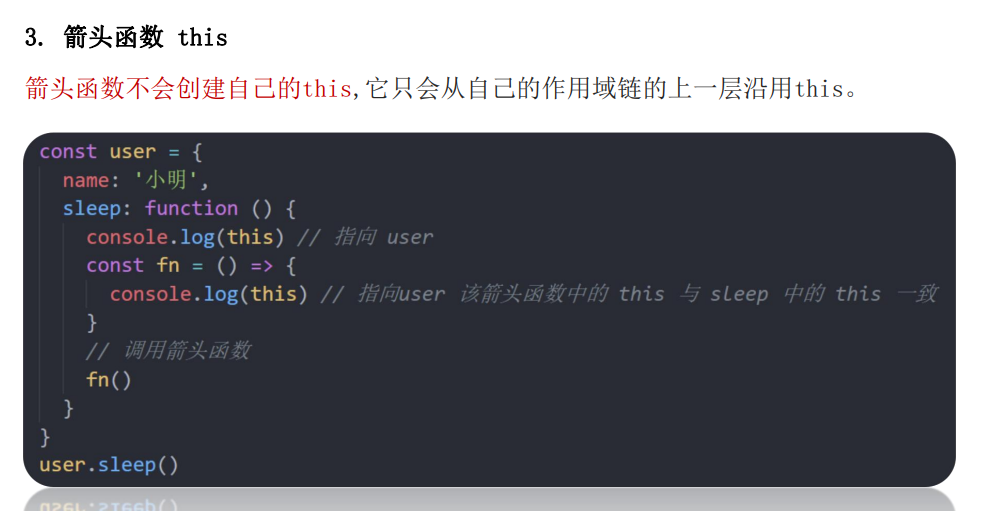 3. 箭头函数 this
箭头函数不会创建自己的this,它只会从自己的作用域链的上一层沿用this。
const user = {
  name: '小明',
  sleep: function () {
    console.log(this) // 指向 user
    const fn = () => {
      console.log(this) // 指向user 该箭头函数中的 this 与 sleep 中的 this 一致
    }
    // 调用箭头函数
    fn()
  }
}
user.sleep()